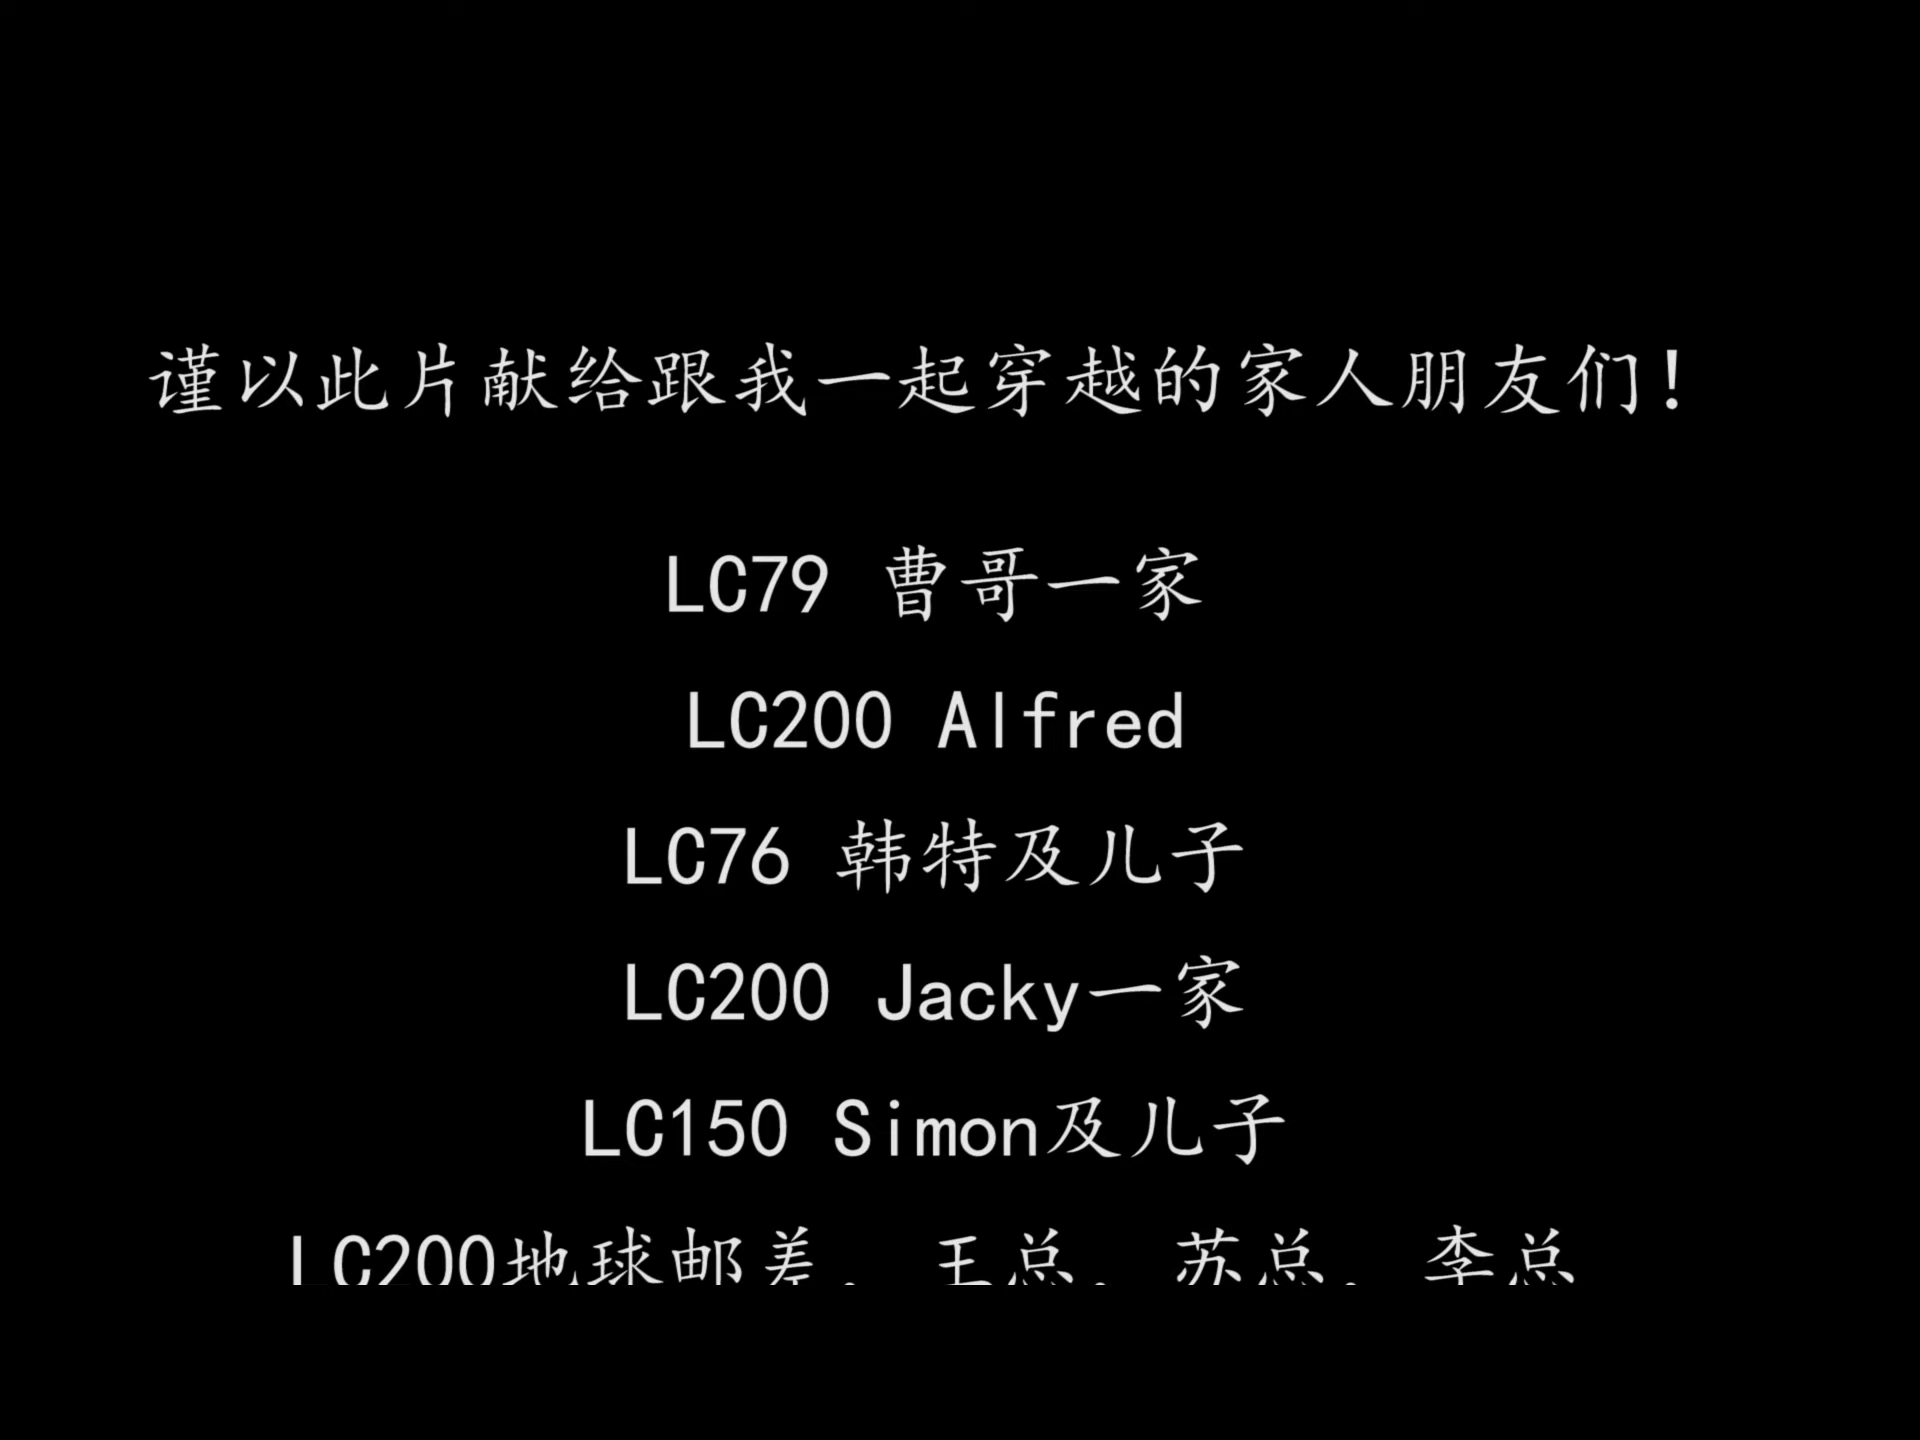 谨以此片献给跟我一起穿越的家人朋友们！
LC79 曹哥一家
LC200 Alfred
LC76 韩特及儿子
LC200 Jacky一家
LC150 Simon及儿子
LC200地球邮差，王总，苏总，李总